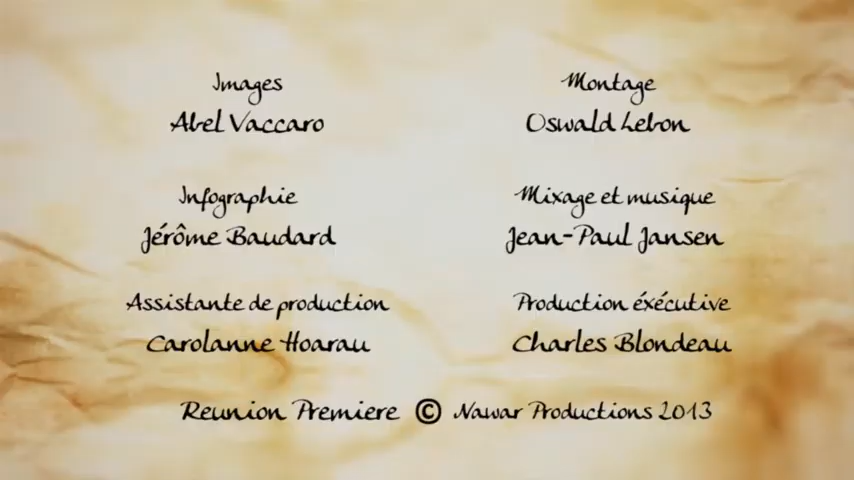 Images
Abel Vaccaro
Montage
Oswald Lebon
Infographie
Jérôme Baudard
Mixage et musique
Jean-Paul Jansen
Assistante de production
Carolanne Hoarau
Production éxécutive
Charles Blondeau
Reunion Premiere © Nawar Productions 2013